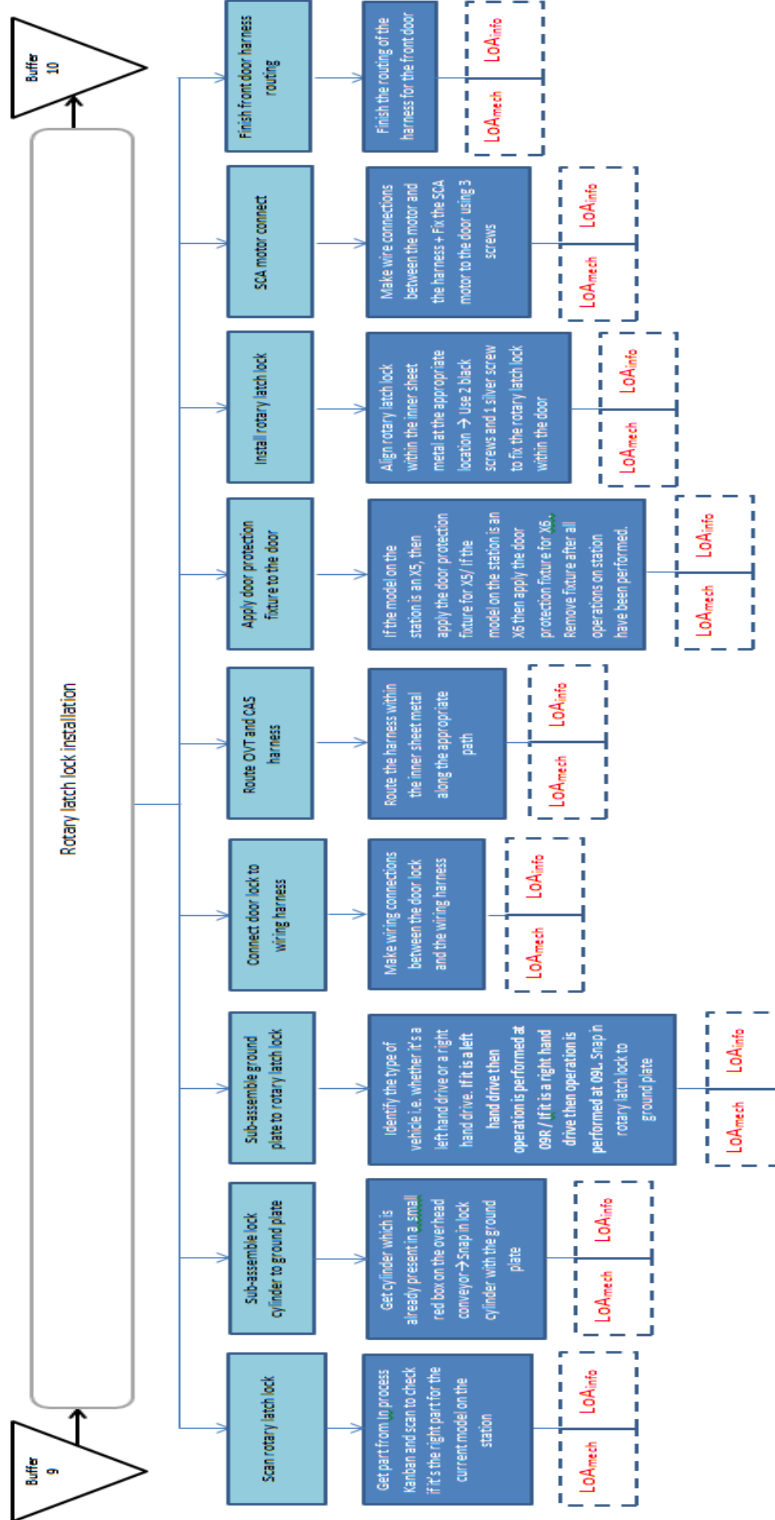 Buffer
9
Rotary latch lock installation
Buffer
10
Scan rotary latch lock
Get part from In process
Kanban and scan to check
if it's the right part for the
current model on the
station
LoAmech
LoAinfo
Sub-assemble lock
cylinder to ground plate
Get cylinder which is
already present in a small
red box on the overhead
conveyor→Snap in lock
cylinder with the ground
plate
LoAmech
LoAinfo
Sub-assemble ground
plate to rotary latch lock
Identify the type of
vehicle i.e. whether it's a
left hand drive or a right
hand drive. If it is a left
hand drive then
operation is performed at
09R / If it is a right hand
drive then operation is
performed at 09L. Snap in
rotary latch lock to
ground plate
LoAmech
LoAinfo
Connect door lock to
wiring harness
Make wiring connections
between the door lock
and the wiring harness
LoAmech
LoAinfo
Route OVT and CAS
harness
Route the harness within
the inner sheet metal
along the appropriate
path
LoAmech
LoAinfo
Apply door protection
fixture to the door
If the model on the
station is an X5, then
apply the door protection
fixture for X5/ If the
model on the station is an
X6 then apply the door
protection fixture for X6.
Remove fixture after all
operations on station
have been performed.
LoAmech
LoAinfo
Install rotary latch lock
Align rotary latch lock
within the inner sheet
metal at the appropriate
location → Use 2 black
screws and 1 silver screw
to fix the rotary latch lock
within the door
LoAmech
LoAinfo
SCA motor connect
Make wire connections
between the motor and
the harness + Fix the SCA
motor to the door using 3
screws
LoAmech
LoAinfo
Finish front door harness
routing
Finish the routing of the
harness for the front door
LoAmech
LoAinfo